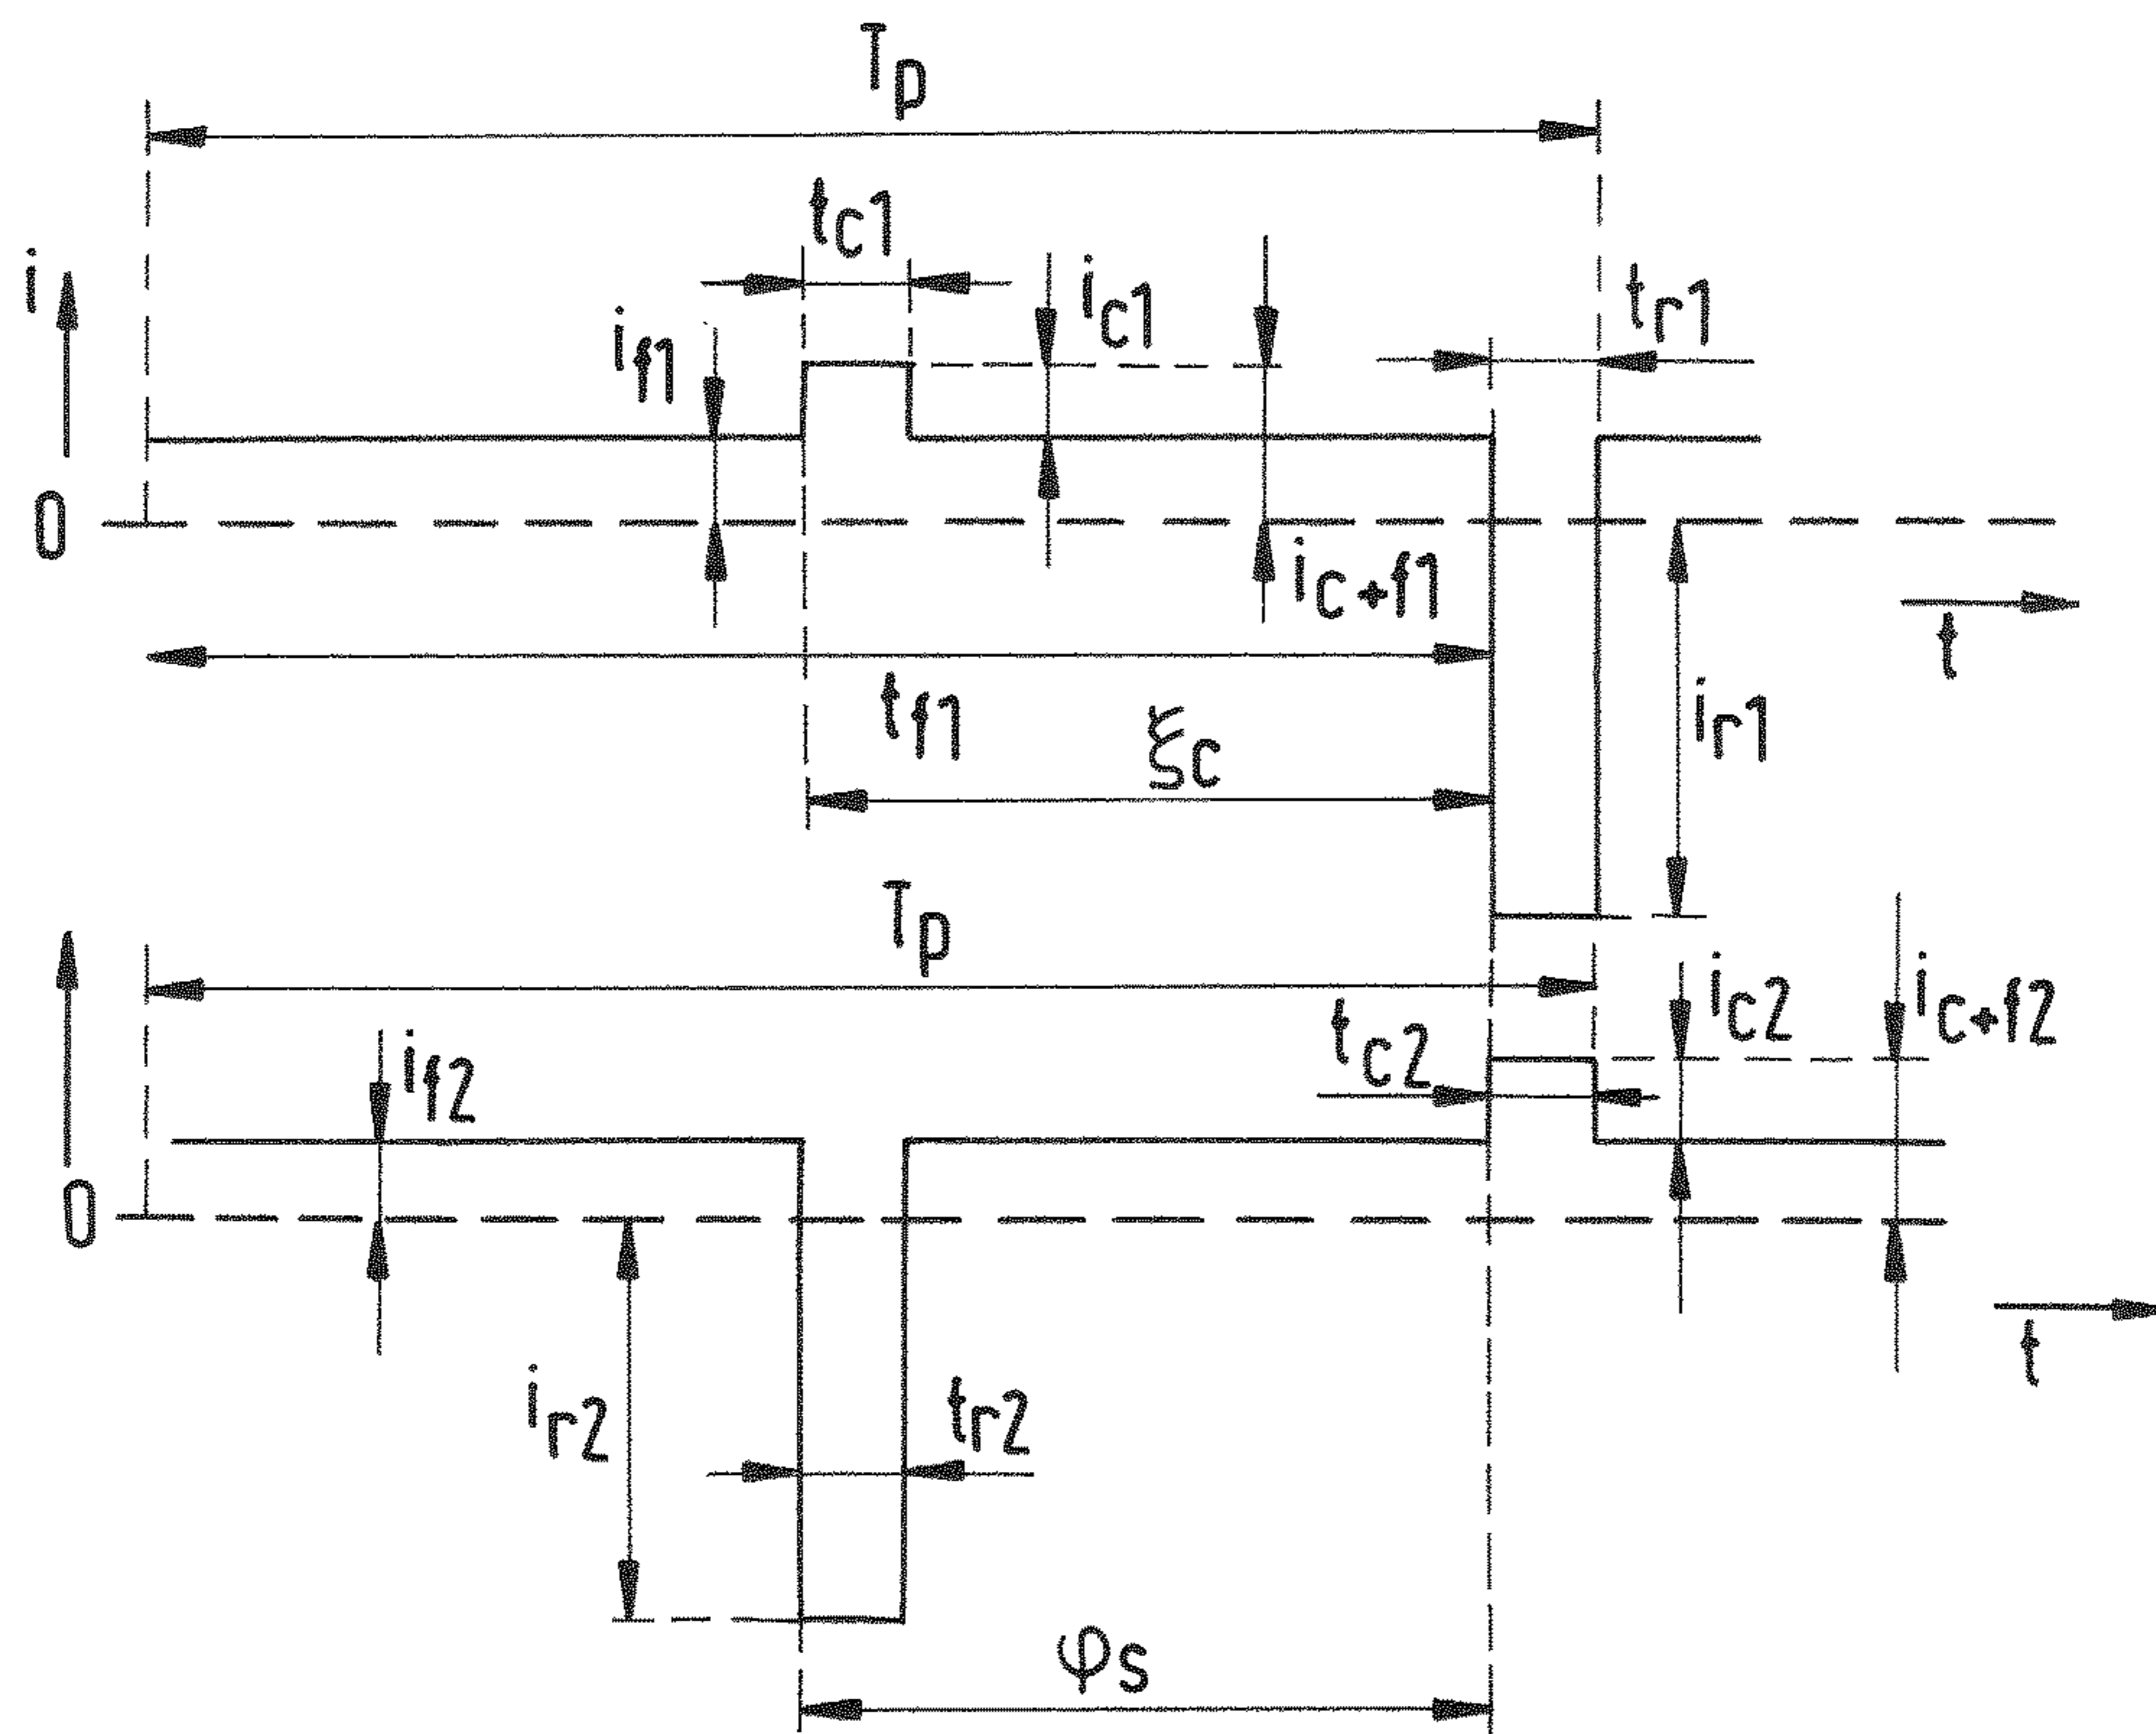 Tp
tc1
i
if1
ic1
tr1
0
ic+f1
t
tf1
ir1
ξc
Tp
ic2
ic+f2
tc2
if2
0
t
ir2
tr2
φs